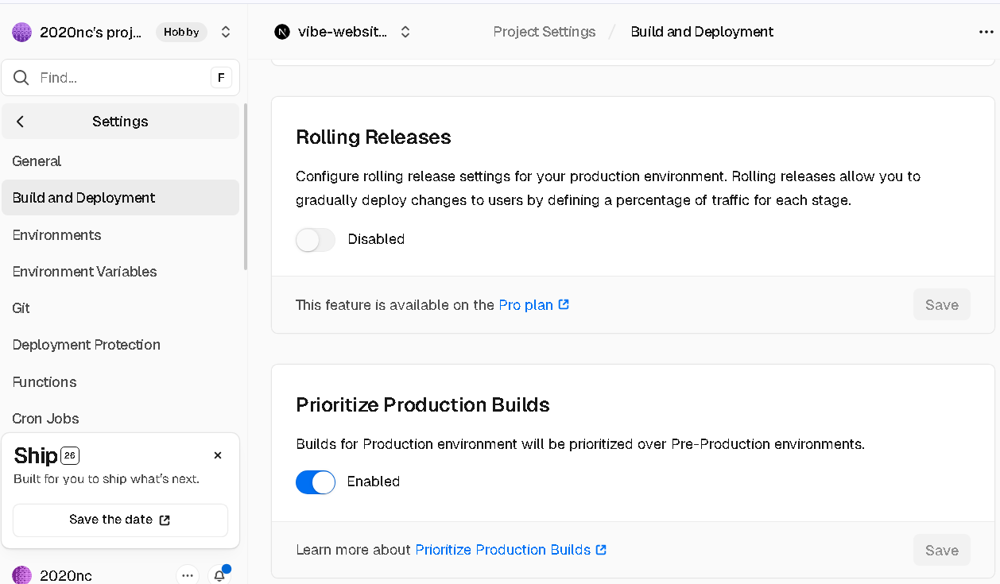 2020nc's proj...
Hobby
vibe-websit...
Project Settings / Build and Deployment
Find...
F
Settings
General
Build and Deployment
Environments
Environment Variables
Git
Deployment Protection
Functions
Cron Jobs
Ship 26
Built for you to ship what's next.
Save the date
2020nc
Rolling Releases
Configure rolling release settings for your production environment. Rolling releases allow you to
gradually deploy changes to users by defining a percentage of traffic for each stage.
Disabled
This feature is available on the Pro plan
Save
Prioritize Production Builds
Builds for Production environment will be prioritized over Pre-Production environments.
Enabled
Learn more about Prioritize Production Builds
Save